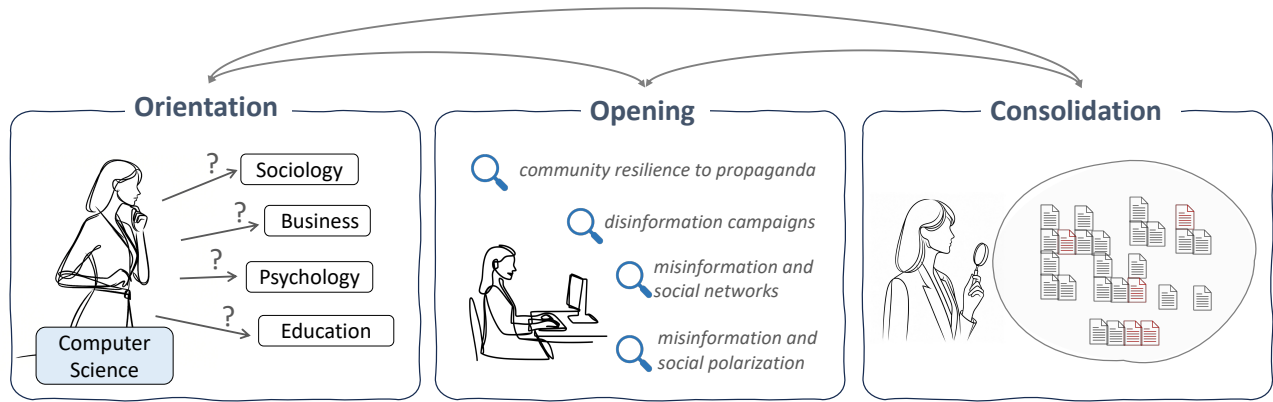 Orientation
?
Sociology
?
Business
?
Psychology
?
Education
Computer
Science
Opening
community resilience to propaganda
disinformation campaigns
misinformation and
social networks
misinformation and
social polarization
Consolidation